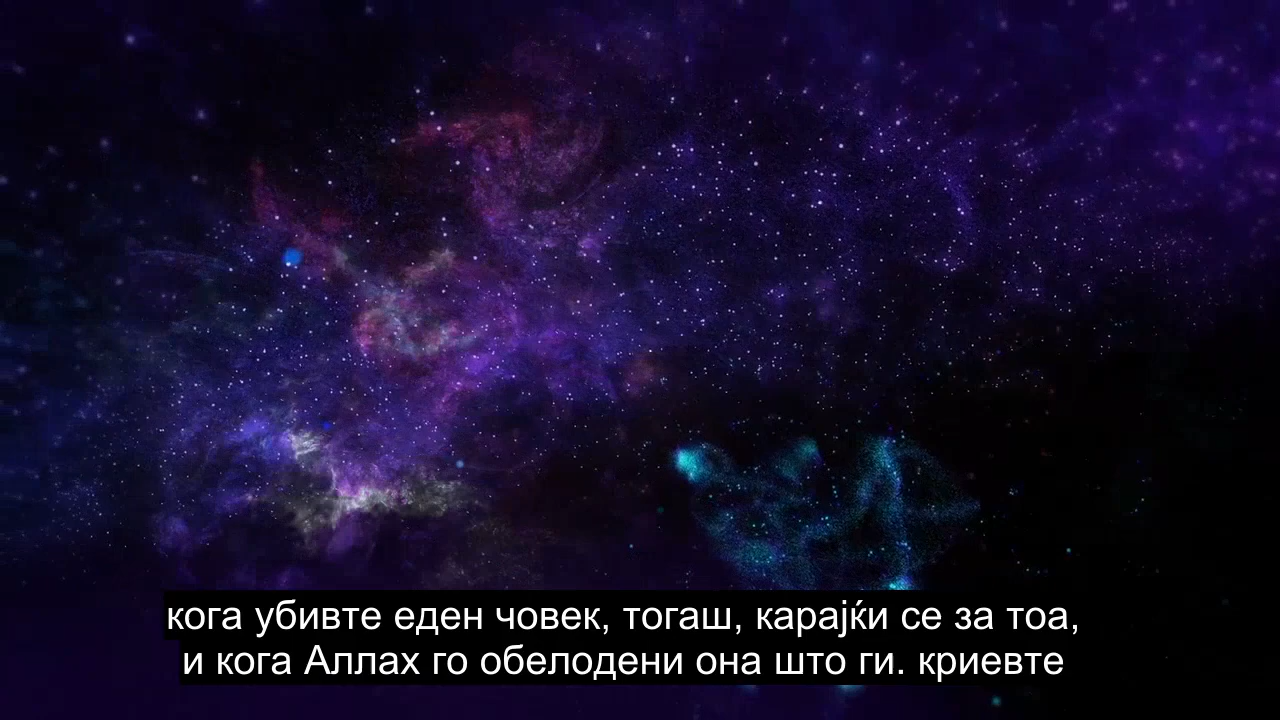 кога убивте еден човек, тогаш, карајќи се за тоа,
и кога Аллах го обелодени она што ги. криевте